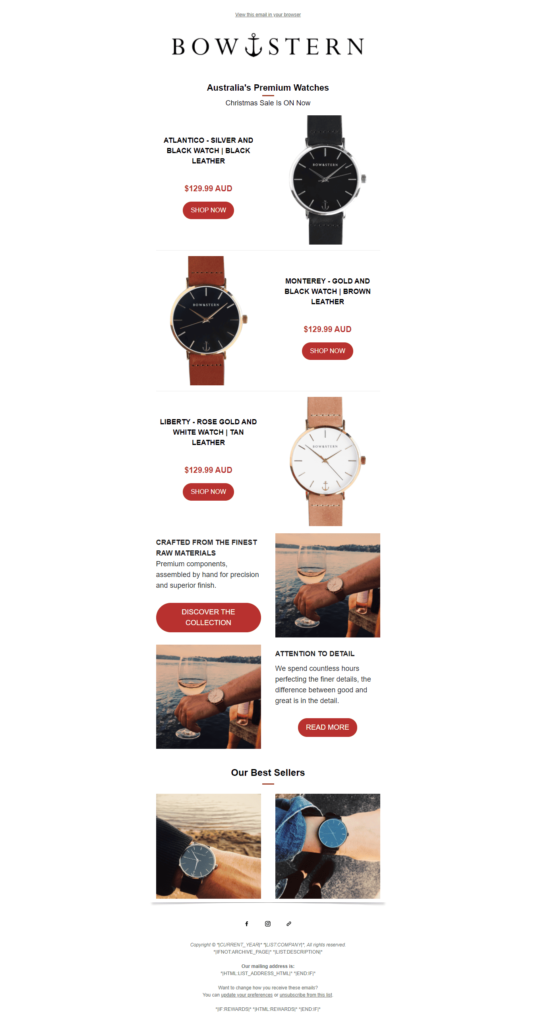 View this email in your browser
BOW STERN
Australia's Premium Watches
Christmas Sale Is ON Now
ATLANTICO - SILVER AND
BLACK WATCH | BLACK
LEATHER
$129.99 AUD
SHOP NOW
BOW&STERN
BOW&STERN
MONTEREY - GOLD AND
BLACK WATCH | BROWN
LEATHER
$129.99 AUD
SHOP NOW
LIBERTY - ROSE GOLD AND
WHITE WATCH | TAN
LEATHER
$129.99 AUD
SHOP NOW
BOW&STERN
CRAFTED FROM THE FINEST
RAW MATERIALS
Premium components,
assembled by hand for precision
and superior finish.
DISCOVER THE
COLLECTION
ATTENTION TO DETAIL
We spend countless hours
perfecting the finer details, the
difference between good and
great is in the detail.
READ MORE
Our Best Sellers
Copyright © *|CURRENT_YEAR|* *|LIST:COMPANY|*, All rights reserved.
*|IFNOT:ARCHIVE_PAGE|* *|LIST:DESCRIPTION|*
Our mailing address is:
*|HTML:LIST_ADDRESS_HTML|* *|END:IF|*
Want to change how you receive these emails?
You can update your preferences or unsubscribe from this list.
*|IF:REWARDS|* *|HTML:REWARDS|* *|END:IF|*